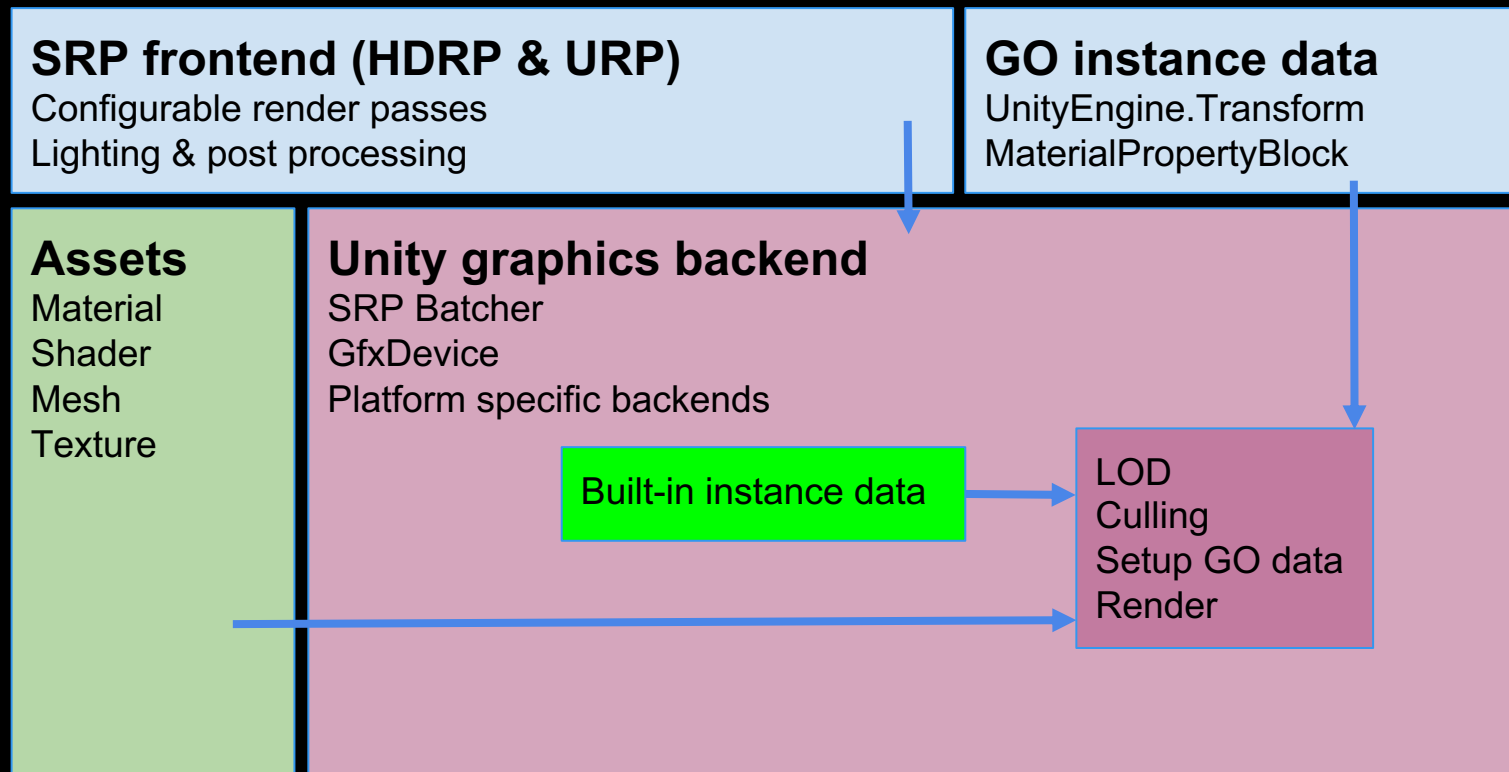 SRP frontend (HDRP & URP)
Configurable render passes
Lighting & post processing
GO instance data
UnityEngine.Transform
MaterialPropertyBlock
Assets
Material
Shader
Mesh
Texture
Unity graphics backend
SRP Batcher
GfxDevice
Platform specific backends
Built-in instance data
LOD
Culling
Setup GO data
Render